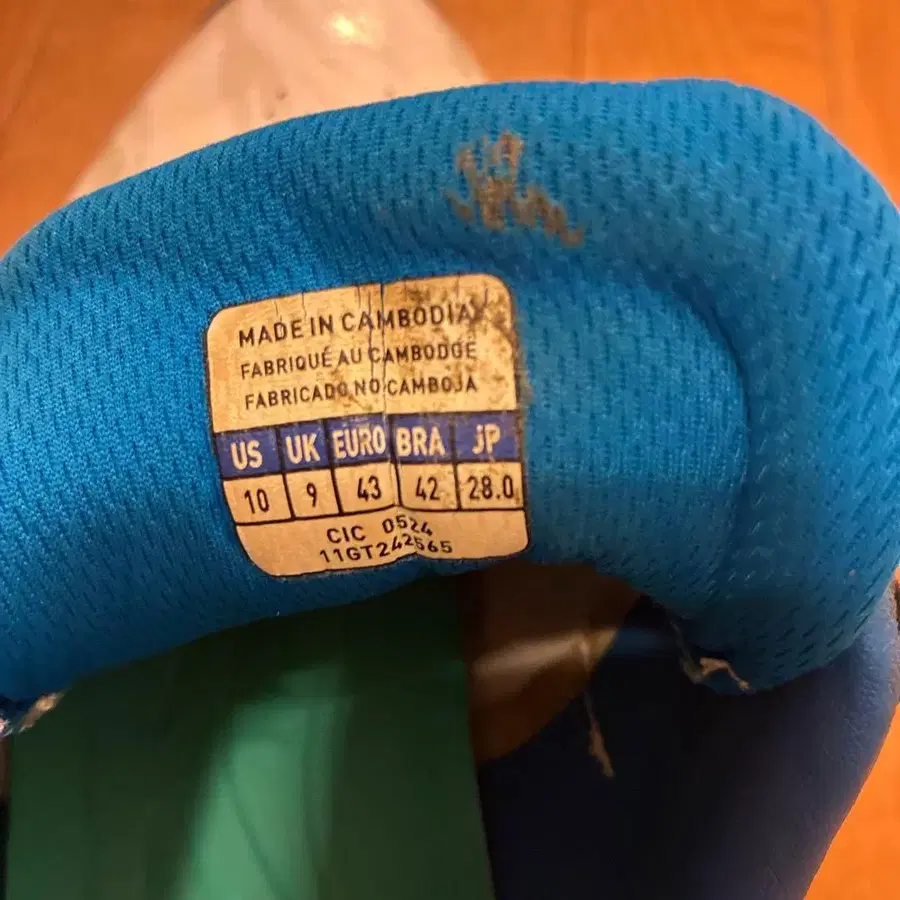 MADE IN CAMBODIA
FABRIQUÉ AU CAMBODGE
FABRICADO NO CAMBOJA
US UK EURO BRA JP
10 9 43 42 28.0
CIC 0524
11GT242565